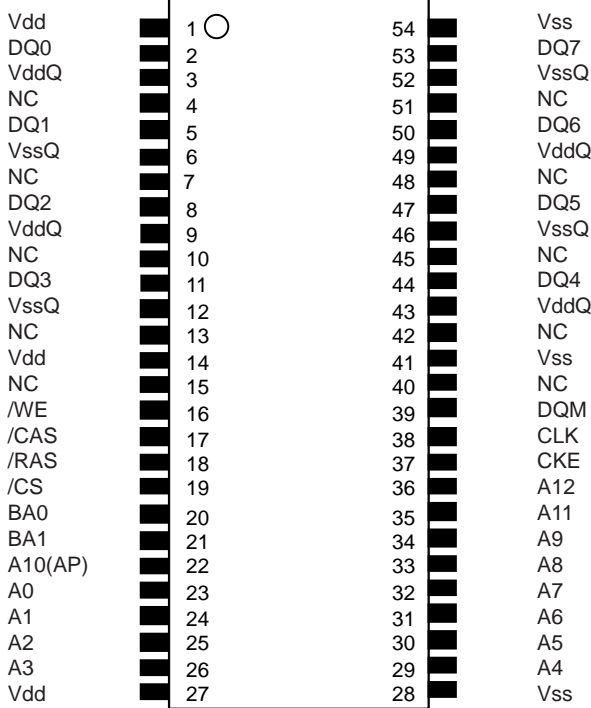 Vdd 1 54 Vss
DQ0 2 53 DQ7
VddQ 3 52 VssQ
NC 4 51 NC
DQ1 5 50 DQ6
VssQ 6 49 VddQ
NC 7 48 NC
DQ2 8 47 DQ5
VddQ 9 46 VssQ
NC 10 45 NC
DQ3 11 44 DQ4
VssQ 12 43 VddQ
NC 13 42 NC
Vdd 14 41 Vss
NC 15 40 NC
/WE 16 39 DQM
/CAS 17 38 CLK
/RAS 18 37 CKE
/CS 19 36 A12
BA0 20 35 A11
BA1 21 34 A9
A10(AP) 22 33 A8
A0 23 32 A7
A1 24 31 A6
A2 25 30 A5
A3 26 29 A4
Vdd 27 28 Vss